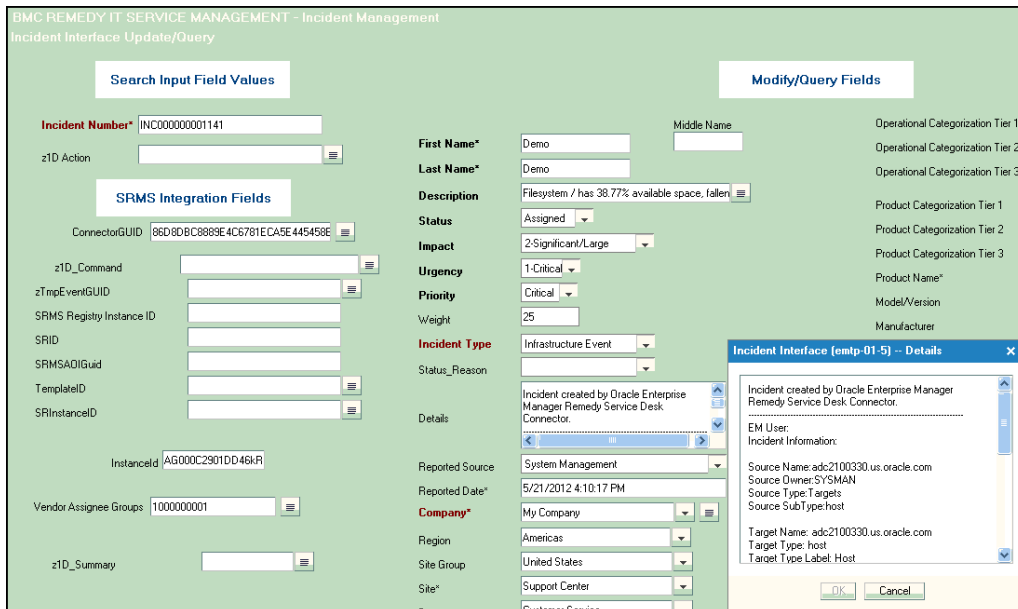 BMC REMEDY IT SERVICE MANAGEMENT - Incident Management
Incident Interface Update/Query
Search Input Field Values
Incident Number* INC000000001141
z1D Action
SRMS Integration Fields
ConnectorGUID 86D8DBC8889E4C6781ECA5E445458E
z1D_Command
zTmpEventGUID
SRMS Registry Instance ID
SRID
SRMSAOIGuid
TemplateID
SRInstanceID
InstanceId AG000C2901DD46kR
Vendor Assignee Groups 1000000001
z1D_Summary
Modify/Query Fields
Middle Name
First Name* Demo
Last Name* Demo
Description Filesystem / has 38.77% available space, fallen
Status Assigned
Impact 2-Significant/Large
Urgency 1-Critical
Priority Critical
Weight 25
Incident Type Infrastructure Event
Status_Reason
Details Incident created by Oracle Enterprise
Manager Remedy Service Desk
Connector.
Reported Source System Management
Reported Date* 5/21/2012 4:10:17 PM
Company* My Company
Region Americas
Site Group United States
Site* Support Center
Operational Categorization Tier 1
Operational Categorization Tier 2
Operational Categorization Tier 3
Product Categorization Tier 1
Product Categorization Tier 2
Product Categorization Tier 3
Product Name*
Model/Version
Manufacturer
Incident Interface (emtp-01-5) -- Details
Incident created by Oracle Enterprise Manager
Remedy Service Desk Connector.
EM User:
Incident Information:
Source Name:adc2100330.us.oracle.com
Source Owner:SYSMAN
Source Type:Targets
Source SubType:host
Target Name: adc2100330.us.oracle.com
Target Type: host
Target Type Label: Host
OK Cancel